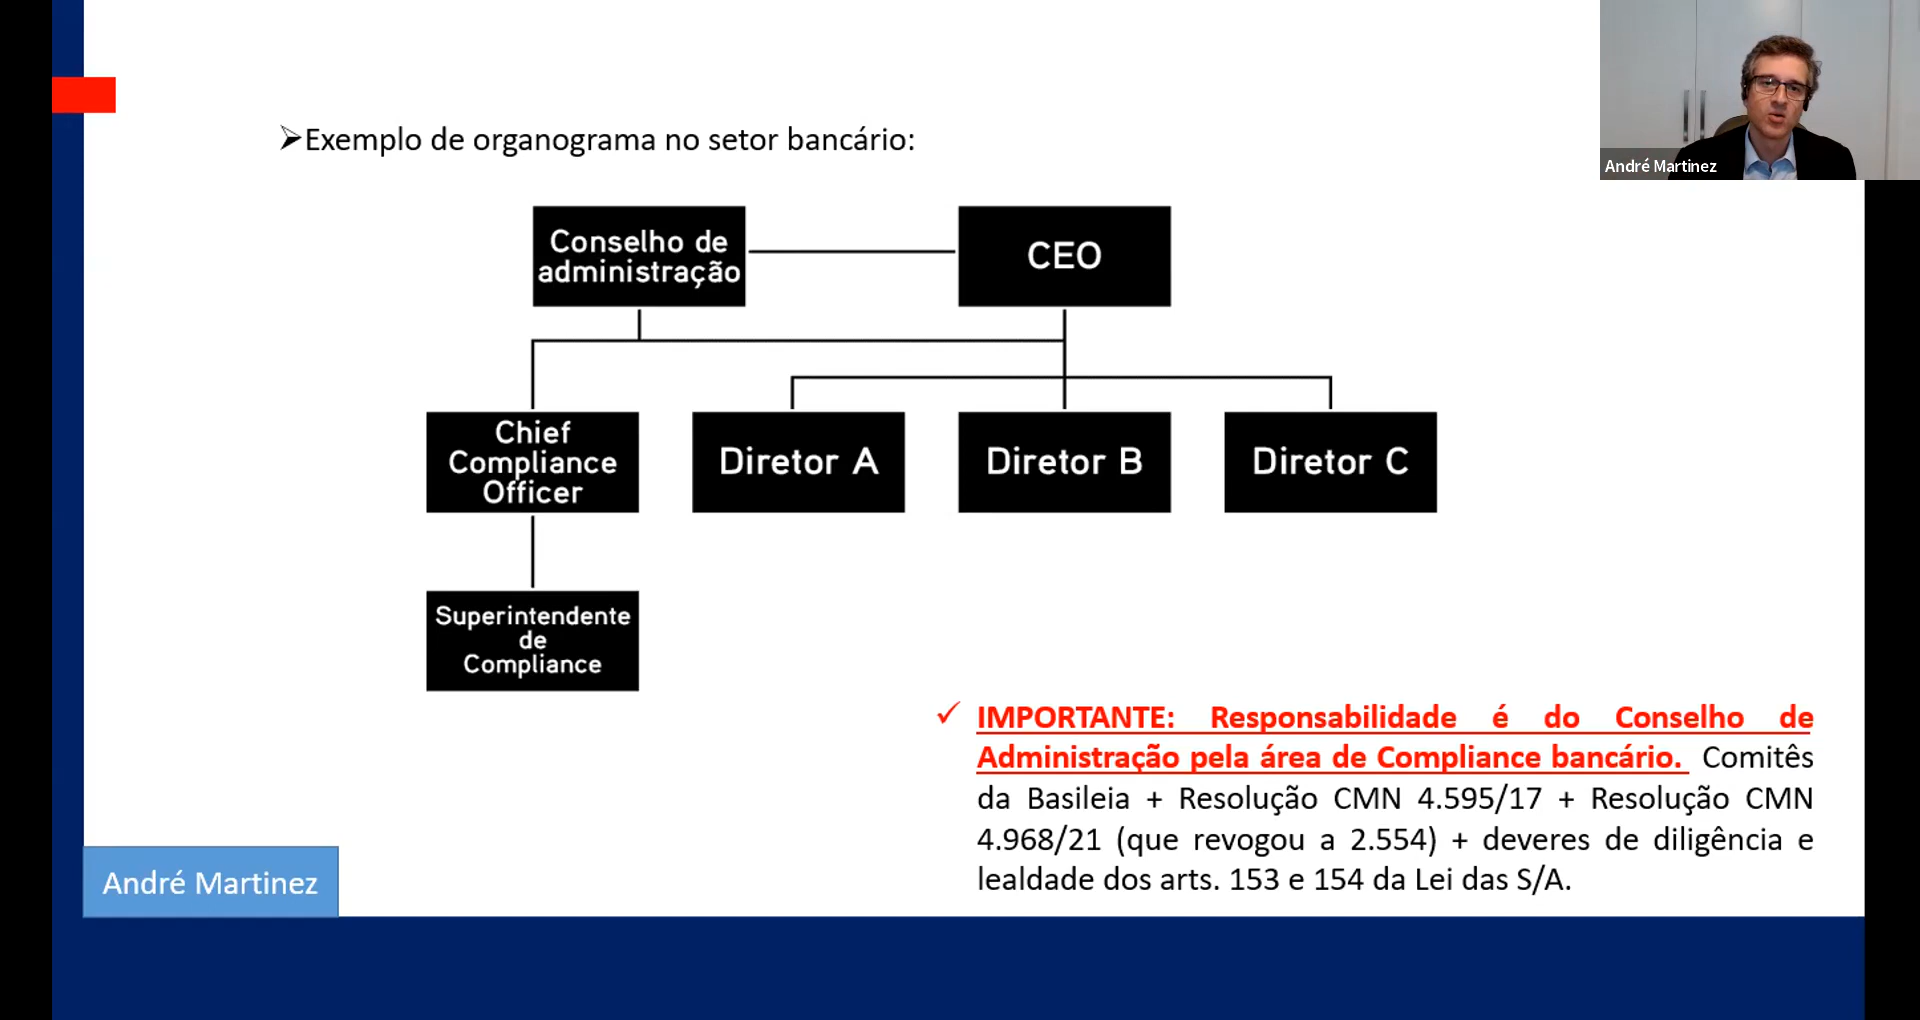 ➢Exemplo de organograma no setor bancário:
André Martinez
Conselho de
administração
CEO
Chief
Compliance
Officer
Diretor A
Diretor B
Diretor C
Superintendente
de
Compliance
✓ IMPORTANTE: Responsabilidade é do Conselho de
Administração pela área de Compliance bancário. Comitês
da Basileia + Resolução CMN 4.595/17 + Resolução CMN
4.968/21 (que revogou a 2.554) + deveres de diligência e
lealdade dos arts. 153 e 154 da Lei das S/A.
André Martinez